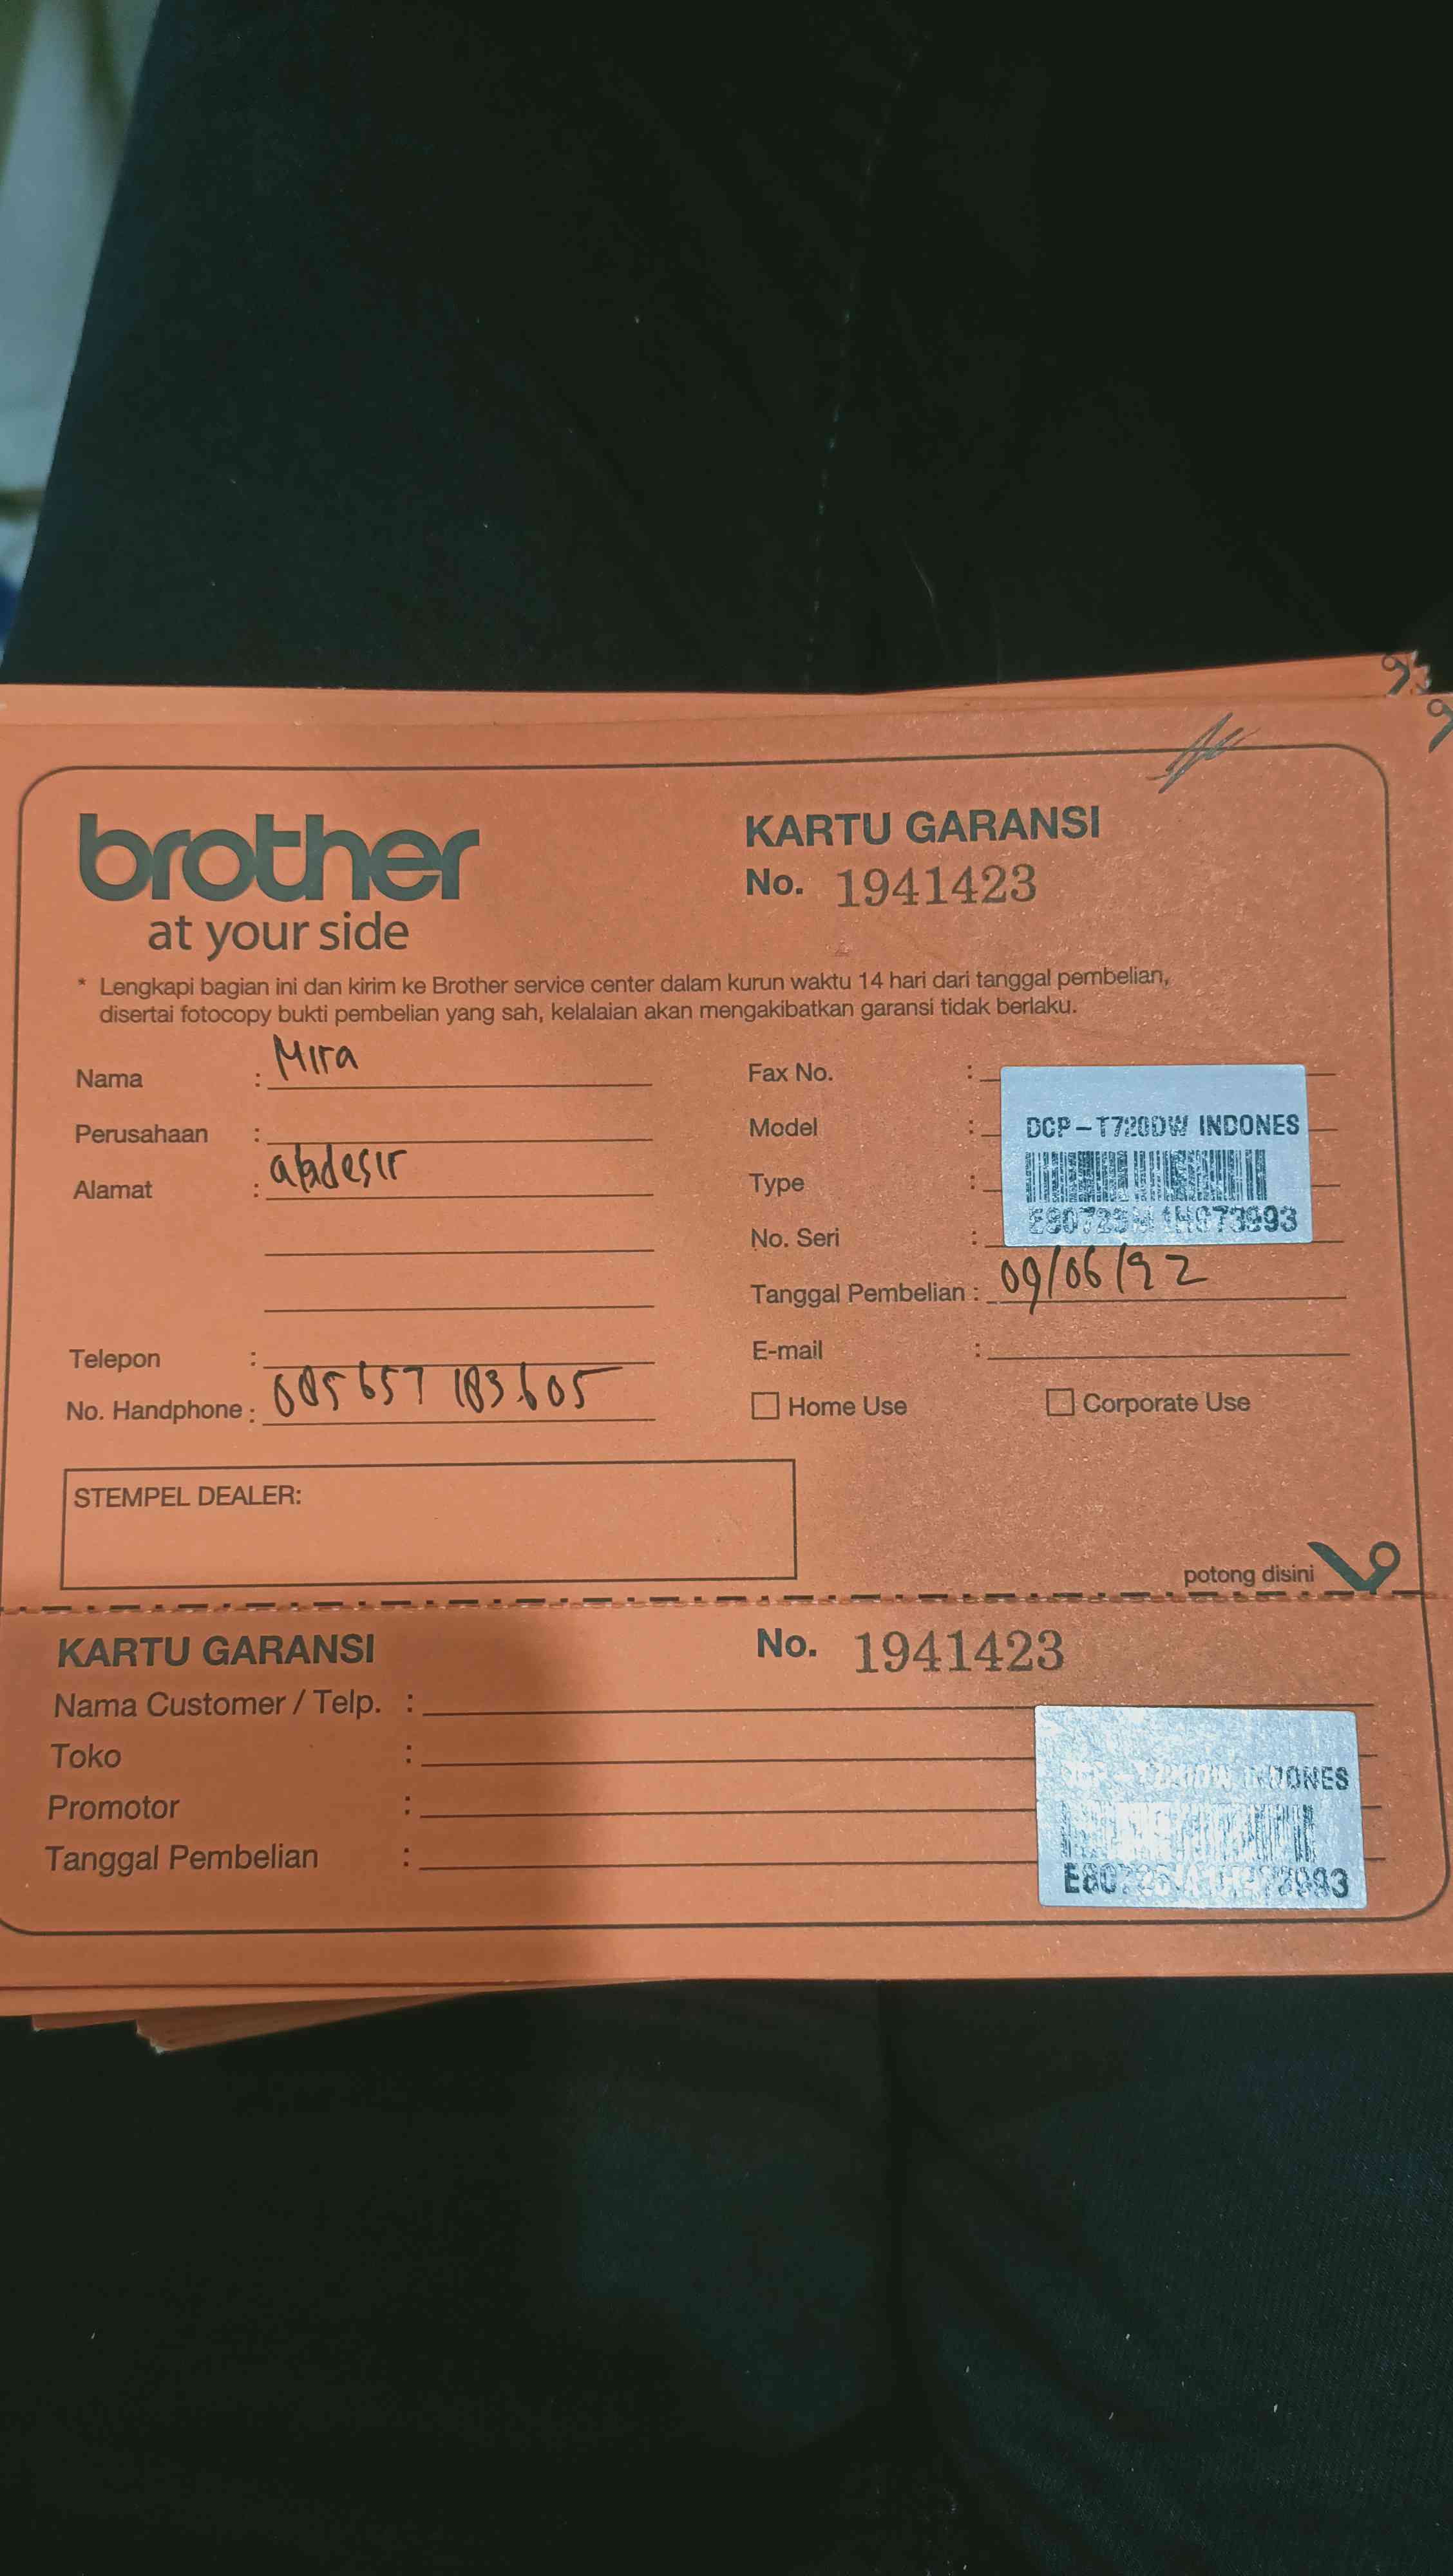 brother
at your side
KARTU GARANSI
No. 1941423
* Lengkapi bagian ini dan kirim ke Brother service center dalam kurun waktu 14 hari dari tanggal pembelian,
disertai fotocopy bukti pembelian yang sah, kelalaian akan mengakibatkan garansi tidak berlaku.
Nama : Mira
Perusahaan :
Alamat :
Telepon :
No. Handphone : 085657183605
Fax No. :
Model : DCP-T720DW INDONES
Type :
No. Seri :
Tanggal Pembelian : 09/06/92
E-mail :
Home Use
Corporate Use
STEMPEL DEALER:
potong disini
KARTU GARANSI
No. 1941423
Nama Customer / Telp. :
Toko :
Promotor :
Tanggal Pembelian :